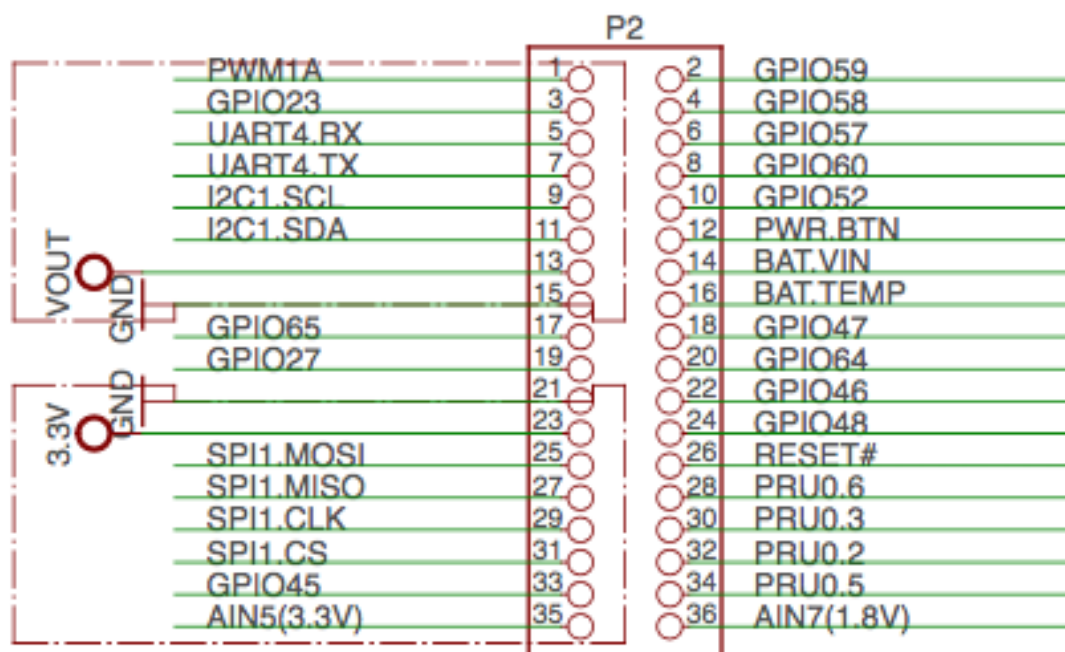 P2
PWM1A 1 2 GPIO59
GPIO23 3 4 GPIO58
UART4.RX 5 6 GPIO57
UART4.TX 7 8 GPIO60
I2C1.SCL 9 10 GPIO52
I2C1.SDA 11 12 PWR.BTN
VOUT 13 14 BAT.VIN
GND 15 16 BAT.TEMP
GPIO65 17 18 GPIO47
GPIO27 19 20 GPIO64
GND 21 22 GPIO46
3.3V 23 24 GPIO48
SPI1.MOSI 25 26 RESET#
SPI1.MISO 27 28 PRU0.6
SPI1.CLK 29 30 PRU0.3
SPI1.CS 31 32 PRU0.2
GPIO45 33 34 PRU0.5
AIN5(3.3V) 35 36 AIN7(1.8V)